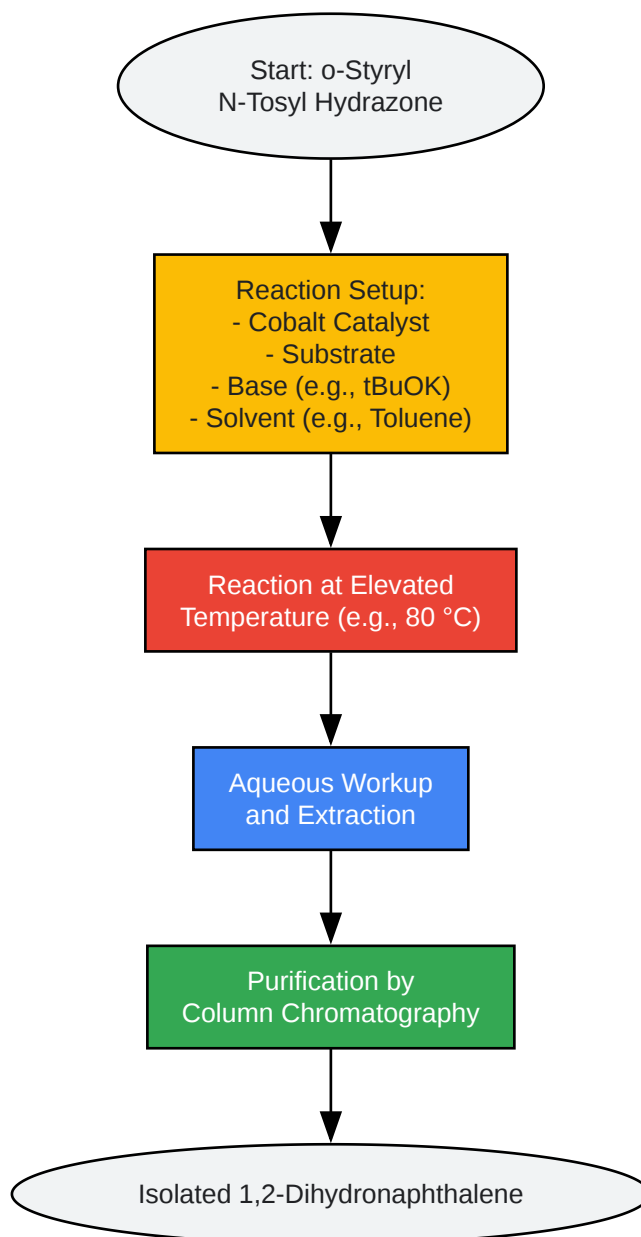 Start: o-Styryl
N-Tosyl Hydrazone
Reaction Setup:
- Cobalt Catalyst
- Substrate
- Base (e.g., tBuOK)
- Solvent (e.g., Toluene)
Reaction at Elevated
Temperature (e.g., 80 °C)
Aqueous Workup
and Extraction
Purification by
Column Chromatography
Isolated 1,2-Dihydronaphthalene